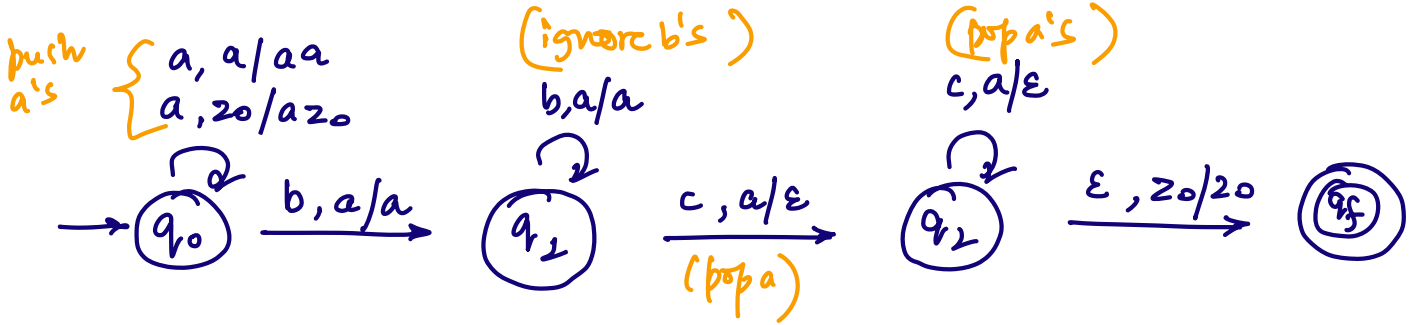 push
a's
a, a/aa
a, z0/az0
(ignore b's)
b,a/a
(pop a's)
c,a/ε
q0
b, a/a
q1
c, a/ε
(pop a)
q2
ε, z0/z0
qf